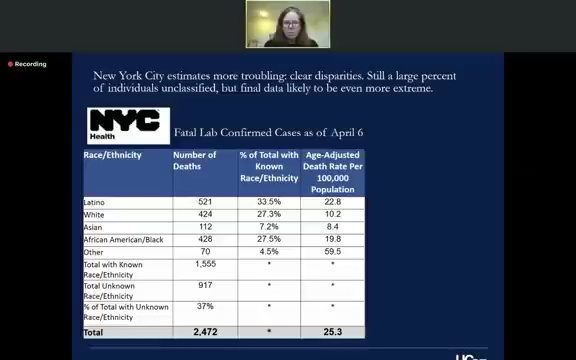 Recording
New York City estimates more troubling: clear disparities. Still a large percent
of individuals unclassified, but final data likely to be even more extreme.
NYC
Health
Fatal Lab Confirmed Cases as of April 6
Race/Ethnicity Number of Deaths % of Total with Known Race/Ethnicity Age-Adjusted Death Rate Per 100,000 Population
Latino 521 33.5% 22.8
White 424 27.3% 10.2
Asian 112 7.2% 8.4
African American/Black 428 27.5% 19.8
Other 70 4.5% 59.5
Total with Known Race/Ethnicity 1,555 * *
Total Unknown Race/Ethnicity 917 * *
% of Total with Unknown Race/Ethnicity 37% * *
Total 2,472 * 25.3